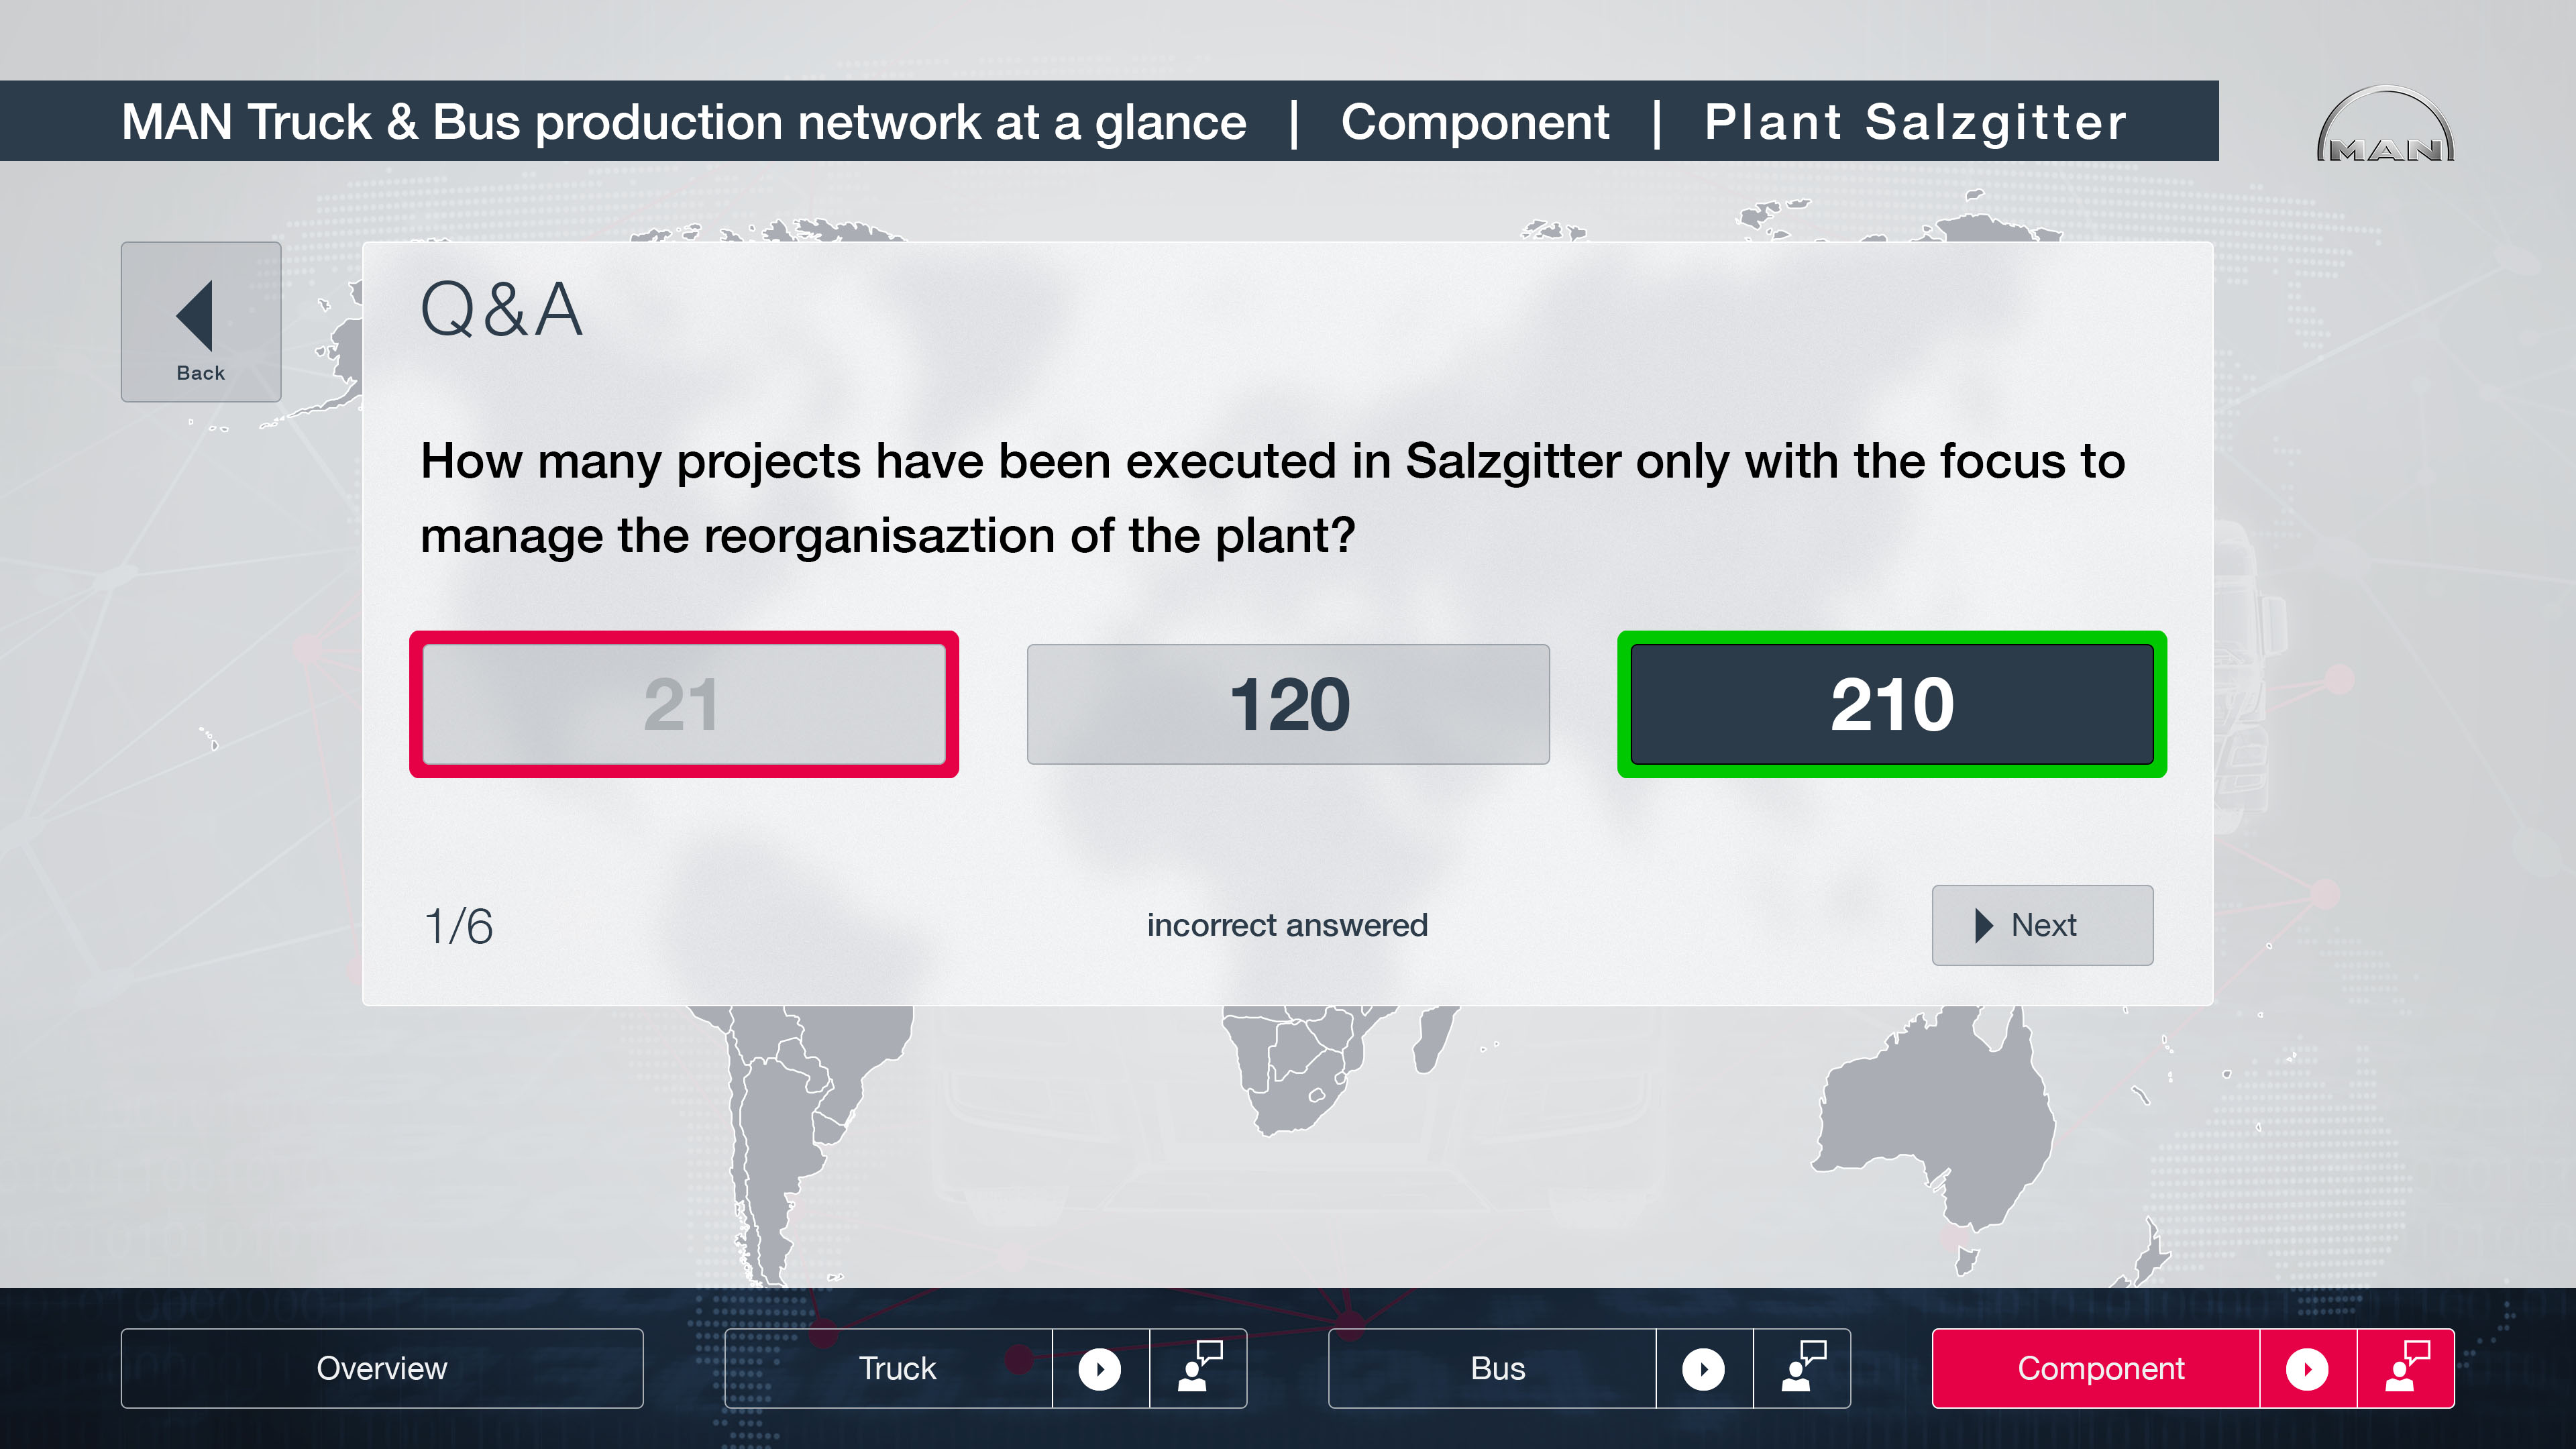 MAN Truck & Bus production network at a glance | Component | Plant Salzgitter
MAN
Back
Q&A
How many projects have been executed in Salzgitter only with the focus to
manage the reorganisaztion of the plant?
21
120
210
1/6
incorrect answered
Next
Overview
Truck
Bus
Component